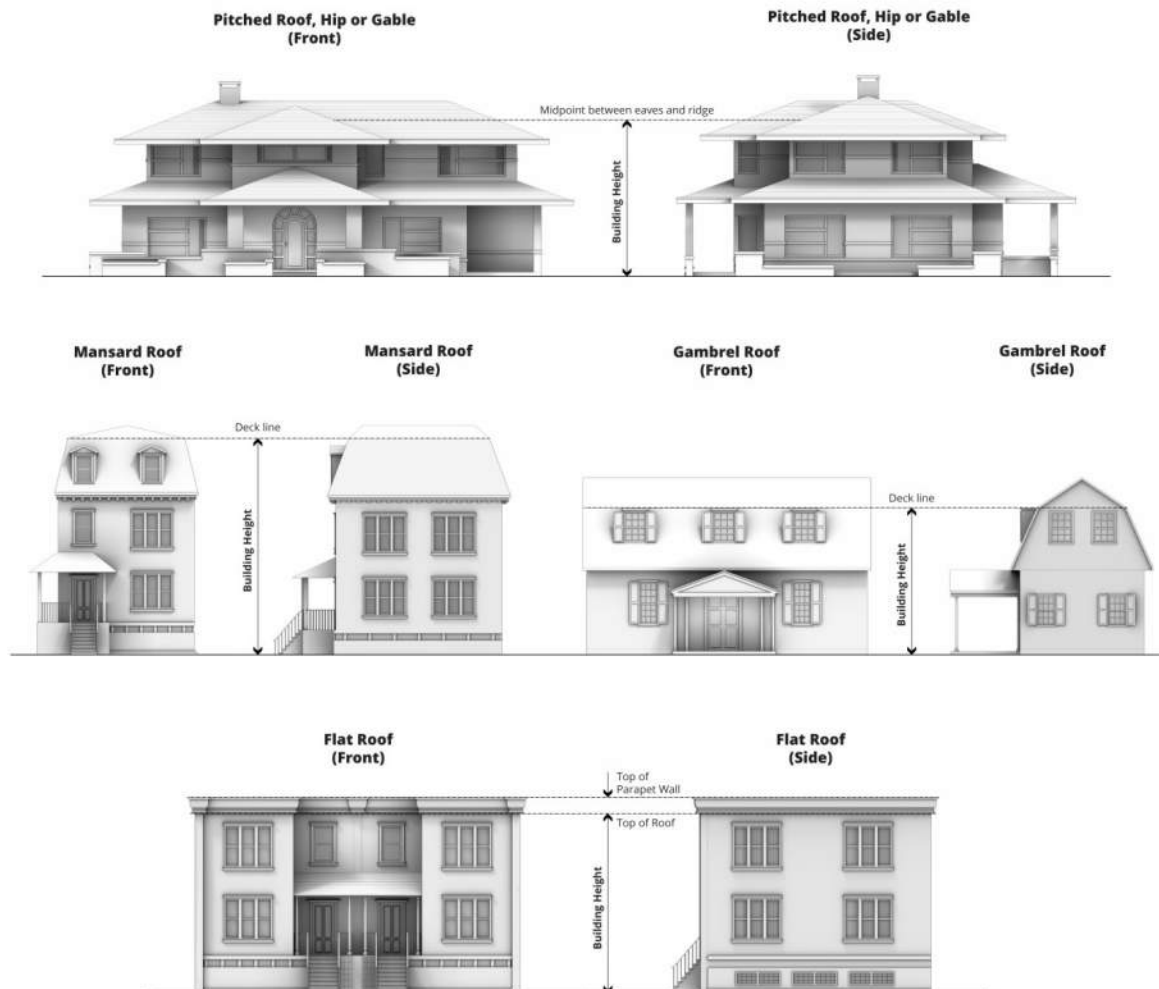 Pitched Roof, Hip or Gable
(Front)
Pitched Roof, Hip or Gable
(Side)
Midpoint between eaves and ridge
Building Height
Mansard Roof
(Front)
Mansard Roof
(Side)
Gambrel Roof
(Front)
Gambrel Roof
(Side)
Deck line
Building Height
Deck line
Building Height
Flat Roof
(Front)
Flat Roof
(Side)
Top of
Parapet Wall
Top of Roof
Building Height